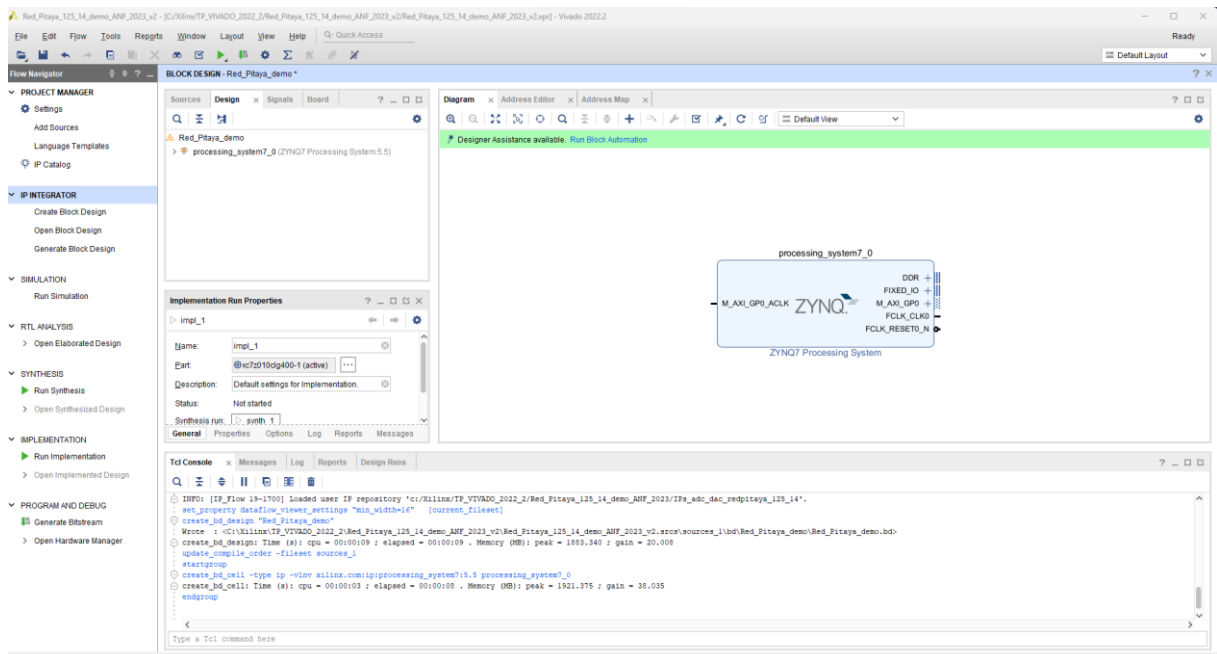 Red_Pitaya_125_14_demo_ANF_2023_v2 - [C:/Xilinx/TP_VIVADO_2022_2/Red_Pitaya_125_14_demo_ANF_2023_v2/Red_Pitaya_125_14_demo_ANF_2023_v2.xpr] - Vivado 2022.2
File Edit Flow Tools Reports Window Layout View Help Q- Quick Access
Ready
Default Layout
Flow Navigator
BLOCK DESIGN - Red_Pitaya_demo *
PROJECT MANAGER
Settings
Add Sources
Language Templates
IP Catalog
IP INTEGRATOR
Create Block Design
Open Block Design
Generate Block Design
SIMULATION
Run Simulation
RTL ANALYSIS
Open Elaborated Design
SYNTHESIS
Run Synthesis
Open Synthesized Design
IMPLEMENTATION
Run Implementation
Open Implemented Design
PROGRAM AND DEBUG
Generate Bitstream
Open Hardware Manager
Sources Design Signals Board
Red_Pitaya_demo
processing_system7_0 (ZYNQ7 Processing System:5.5)
Implementation Run Properties
impl_1
Name: impl_1
Part: xc7z010clg400-1 (active)
Description: Default settings for Implementation.
Status: Not started
Synthesis run: synth_1
General Properties Options Log Reports Messages
Diagram Address Editor Address Map
Default View
Designer Assistance available. Run Block Automation
processing_system7_0
DDR
FIXED_IO
M_AXI_GP0_ACLK ZYNQ M_AXI_GP0
FCLK_CLK0
FCLK_RESET0_N
ZYNQ7 Processing System
Tcl Console Messages Log Reports Design Runs
INFO: [IP_Flow 19-1700] Loaded user IP repository 'c:/Xilinx/TP_VIVADO_2022_2/Red_Pitaya_125_14_demo_ANF_2023/IPs_adc_dac_redpitaya_125_14'.
set_property dataflow_viewer_settings "min_width=16" [current_fileset]
create_bd_design "Red_Pitaya_demo"
Wrote : <C:\Xilinx\TP_VIVADO_2022_2\Red_Pitaya_125_14_demo_ANF_2023_v2\Red_Pitaya_125_14_demo_ANF_2023_v2.srcs\sources_1\bd\Red_Pitaya_demo\Red_Pitaya_demo.bd>
create_bd_design: Time (s): cpu = 00:00:09 ; elapsed = 00:00:09 . Memory (MB): peak = 1883.340 ; gain = 20.008
update_compile_order -fileset sources_1
startgroup
create_bd_cell -type ip -vlnv xilinx.com:ip:processing_system7:5.5 processing_system7_0
create_bd_cell: Time (s): cpu = 00:00:03 ; elapsed = 00:00:08 . Memory (MB): peak = 1921.375 ; gain = 38.035
endgroup
Type a Tcl command here